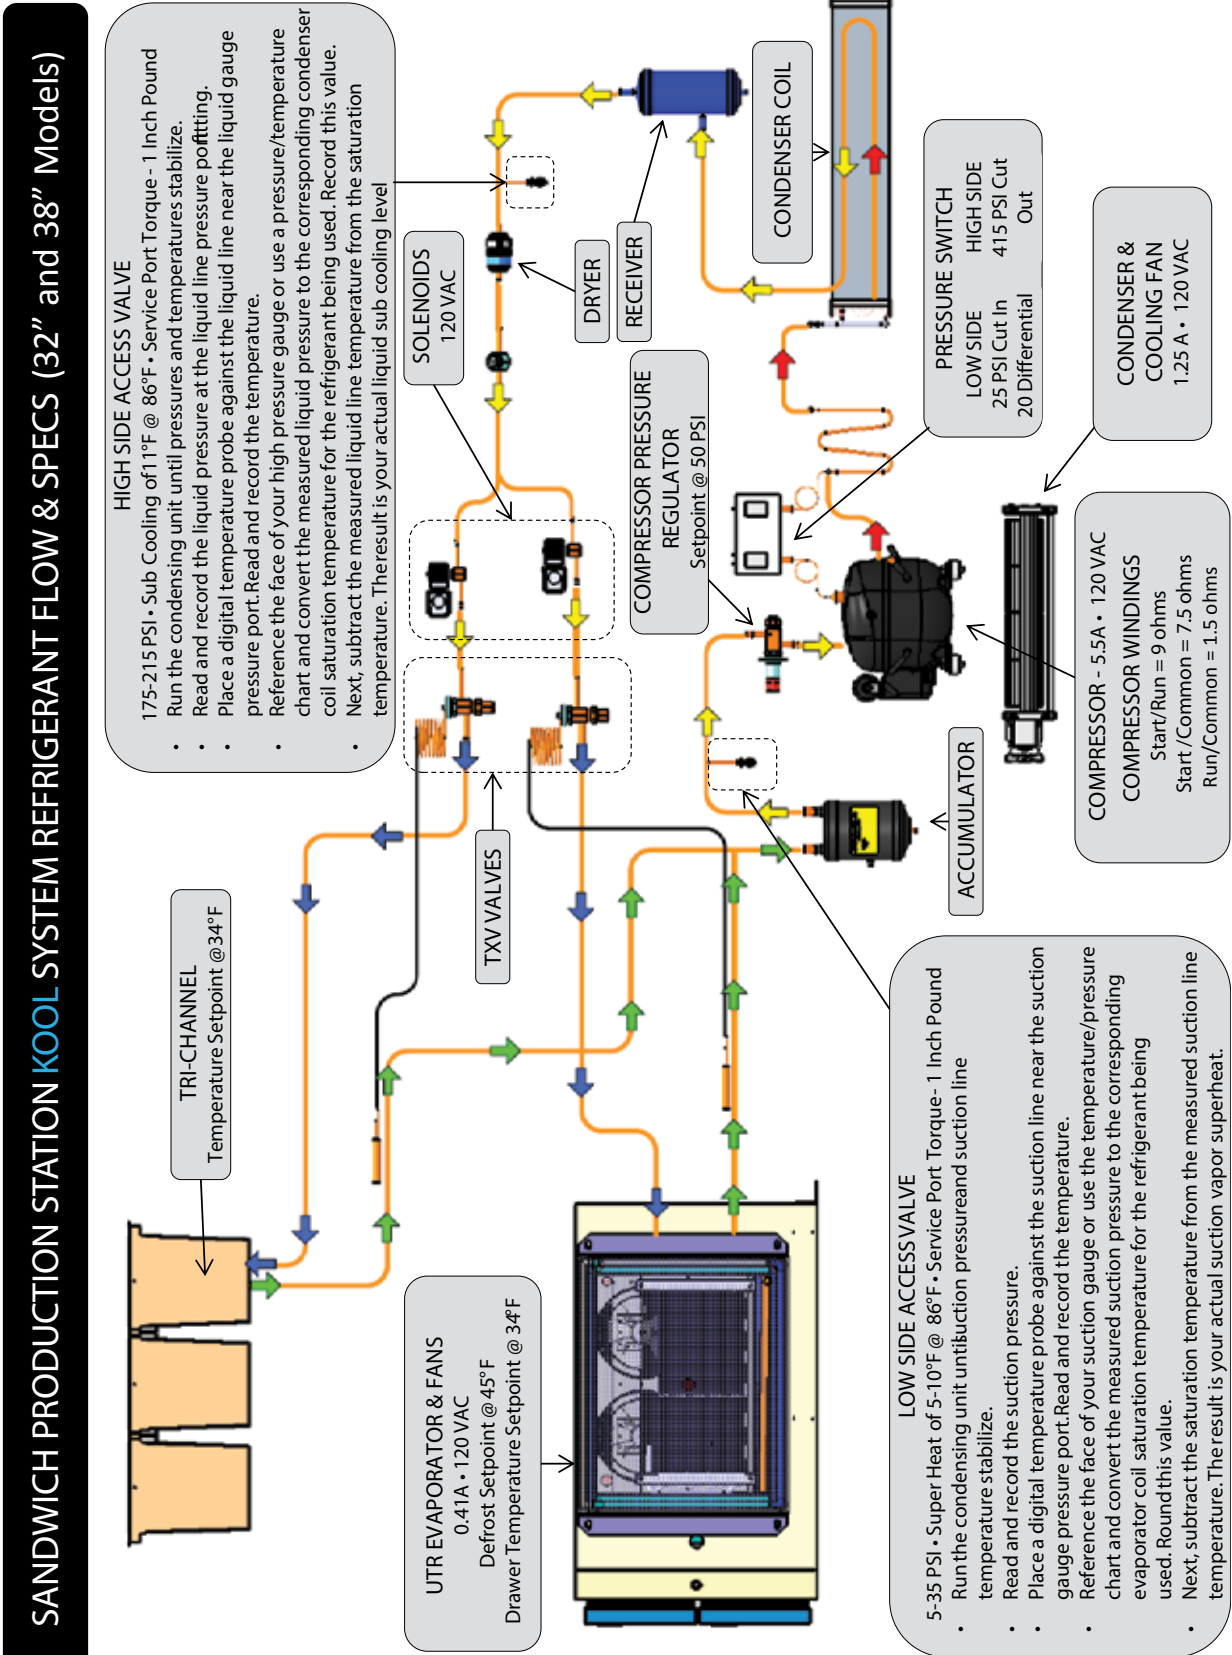 SANDWICH PRODUCTION STATION KOOL SYSTEM REFRIGERANT FLOW & SPECS (32” and 38” Models)
HIGH SIDE ACCESS VALVE
175-215 PSI • Sub Cooling of 11°F @ 86°F • Service Port Torque - 1 Inch Pound
• Run the condensing unit until pressures and temperatures stabilize.
• Read and record the liquid pressure at the liquid line pressure port fitting.
• Place a digital temperature probe against the liquid line near the liquid gauge
pressure port. Read and record the temperature.
• Reference the face of your high pressure gauge or use a pressure/temperature
chart and convert the measured liquid pressure to the corresponding condenser
coil saturation temperature for the refrigerant being used. Record this value.
• Next, subtract the measured liquid line temperature from the saturation
temperature. The result is your actual liquid sub cooling level
TRI-CHANNEL
Temperature Setpoint @34°F
SOLENOIDS
120 VAC
DRYER
RECEIVER
CONDENSER COIL
TXV VALVES
UTR EVAPORATOR & FANS
0.41A • 120 VAC
Defrost Setpoint @45°F
Drawer Temperature Setpoint @ 34°F
COMPRESSOR PRESSURE
REGULATOR
Setpoint @ 50 PSI
PRESSURE SWITCH
LOW SIDE
25 PSI Cut In
20 Differential
HIGH SIDE
415 PSI Cut
Out
CONDENSER &
COOLING FAN
1.25 A • 120 VAC
ACCUMULATOR
COMPRESSOR - 5.5A • 120 VAC
COMPRESSOR WINDINGS
Start/Run = 9 ohms
Start /Common = 7.5 ohms
Run/Common = 1.5 ohms
LOW SIDE ACCESS VALVE
5-35 PSI • Super Heat of 5-10°F @ 86°F • Service Port Torque- 1 Inch Pound
• Run the condensing unit until suction pressure and suction line
temperature stabilize.
• Read and record the suction pressure.
• Place a digital temperature probe against the suction line near the suction
gauge pressure port. Read and record the temperature.
• Reference the face of your suction gauge or use the temperature/pressure
chart and convert the measured suction pressure to the corresponding
evaporator coil saturation temperature for the refrigerant being
used. Round this value.
• Next, subtract the saturation temperature from the measured suction line
temperature. The result is your actual suction vapor superheat.